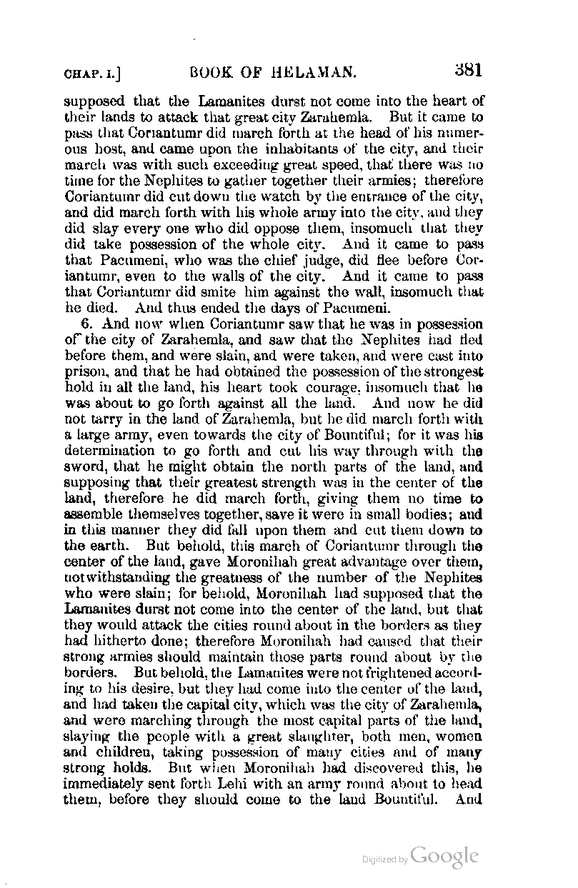 CHAP. I.] BOOK OF HELAMAN. 381
supposed that the Lamanites durst not come into the heart of
their lands to attack that great city Zarahemla. But it came to
pass that Coriantumr did march forth at the head of his numer-
ous host, and came upon the inhabitants of the city, and their
march was with such exceeding great speed, that there was no
time for the Nephites to gather together their armies; therefore
Coriantumr did cut down the watch by the entrance of the city,
and did march forth with his whole army into the city, and they
did slay every one who did oppose them, insomuch that they
did take possession of the whole city. And it came to pass
that Pacumeni, who was the chief judge, did flee before Cor-
iantumr, even to the walls of the city. And it came to pass
that Coriantumr did smite him against the wall, insomuch that
he died. And thus ended the days of Pacumeni.
6. And now when Coriantumr saw that he was in possession
of the city of Zarahemla, and saw that the Nephites had fled
before them, and were slain, and were taken, and were cast into
prison, and that he had obtained the possession of the strongest
hold in all the land, his heart took courage, insomuch that he
was about to go forth against all the land. And now he did
not tarry in the land of Zarahemla, but he did march forth with
a large army, even towards the city of Bountiful; for it was his
determination to go forth and cut his way through with the
sword, that he might obtain the north parts of the land, and
supposing that their greatest strength was in the center of the
land, therefore he did march forth, giving them no time to
assemble themselves together, save it were in small bodies; and
in this manner they did fall upon them and cut them down to
the earth. But behold, this march of Coriantumr through the
center of the land, gave Moronihah great advantage over them,
notwithstanding the greatness of the number of the Nephites
who were slain; for behold, Moronihah had supposed that the
Lamanites durst not come into the center of the land, but that
they would attack the cities round about in the borders as they
had hitherto done; therefore Moronihah had caused that their
strong armies should maintain those parts round about by the
borders. But behold, the Lamanites were not frightened accord-
ing to his desire, but they had come into the center of the land,
and had taken the capital city, which was the city of Zarahemla,
and were marching through the most capital parts of the land,
slaying the people with a great slaughter, both men, women
and children, taking possession of many cities and of many
strong holds. But when Moronihah had discovered this, he
immediately sent forth Lehi with an army round about to head
them, before they should come to the land Bountiful. And
Digitized by Google